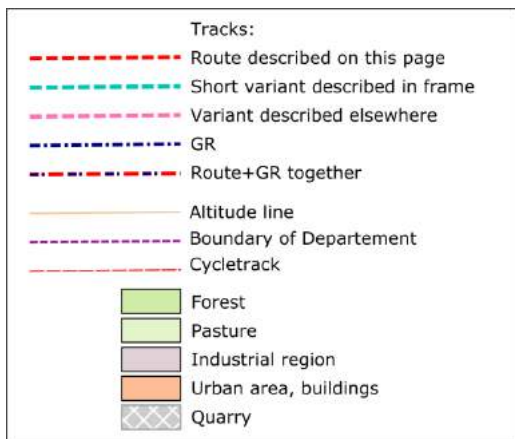 Tracks:
Route described on this page
Short variant described in frame
Variant described elsewhere
GR
Route+GR together
Altitude line
Boundary of Departement
Cycletrack
Forest
Pasture
Industrial region
Urban area, buildings
Quarry